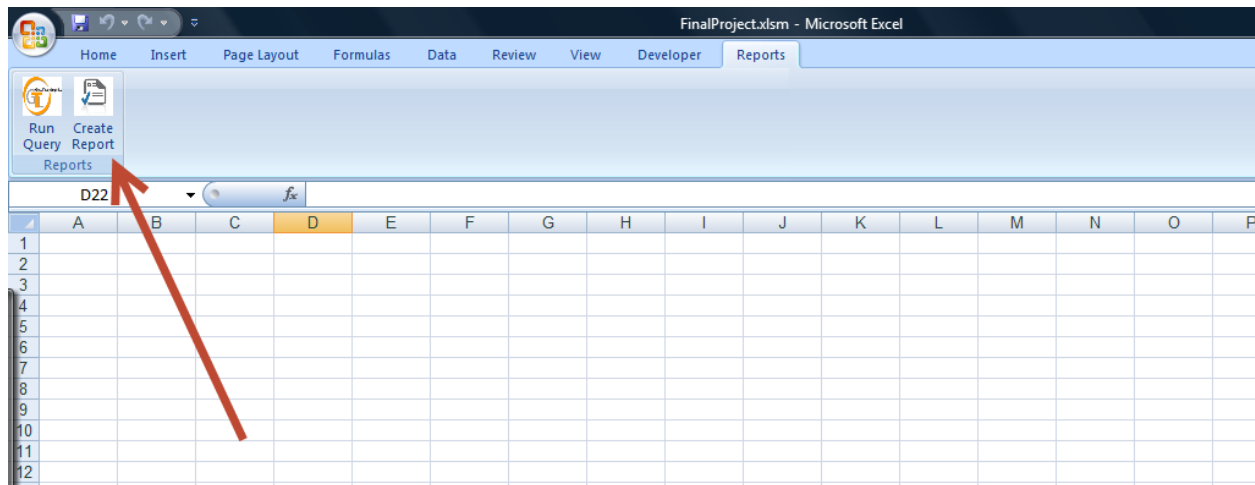 FinalProject.xlsm - Microsoft Excel
Home Insert Page Layout Formulas Data Review View Developer Reports
Run Create
Query Report
Reports
D22 fx
A B C D E F G H I J K L M N O P
1
2
3
4
5
6
7
8
9
10
11
12